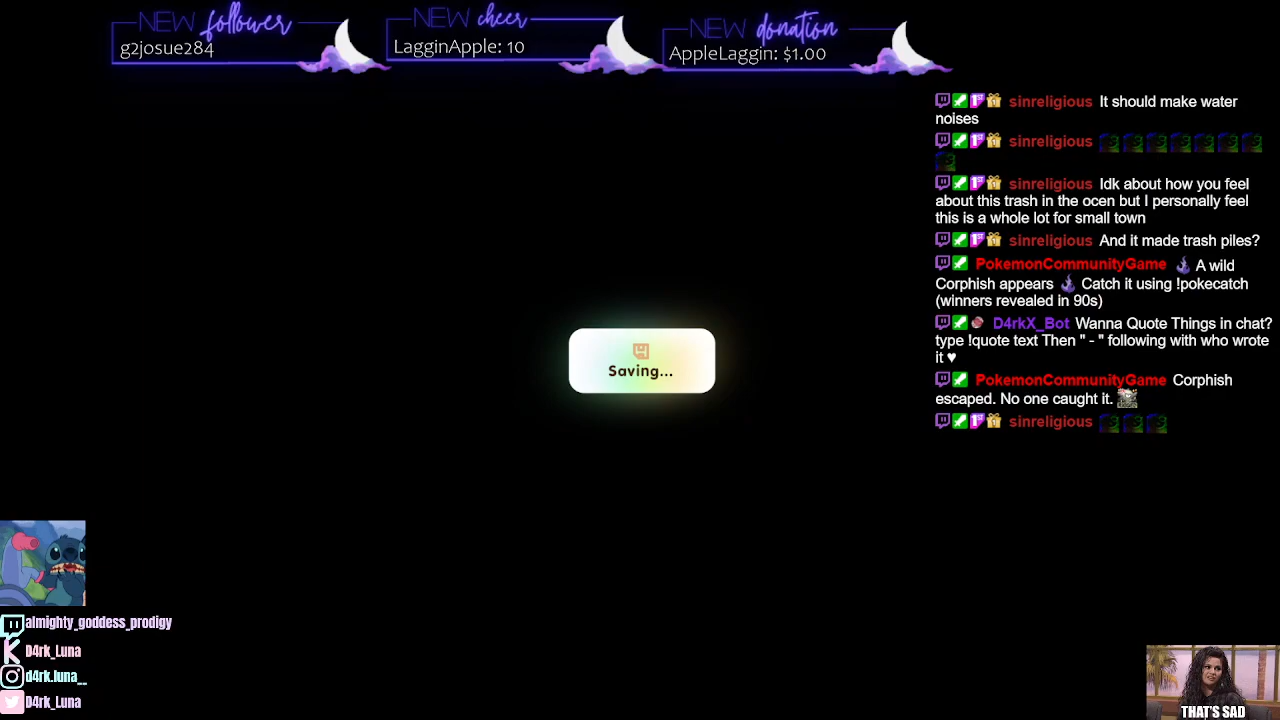 NEW follower
g2josue284
NEW cheer
LagginApple: 10
NEW donation
AppleLaggin: $1.00
sinreligious It should make water
noises
sinreligious
sinreligious Idk about how you feel
about this trash in the ocen but I personally feel
this is a whole lot for small town
sinreligious And it made trash piles?
PokemonCommunityGame A wild
Corphish appears Catch it using !pokecatch
(winners revealed in 90s)
D4rkX_Bot Wanna Quote Things in chat?
type !quote text Then " - " following with who wrote
it ♥
PokemonCommunityGame Corphish
escaped. No one caught it.
sinreligious
Saving...
almighty_goddess_prodigy
D4rk_Luna
d4rk.luna__
D4rk_Luna
THAT'S SAD